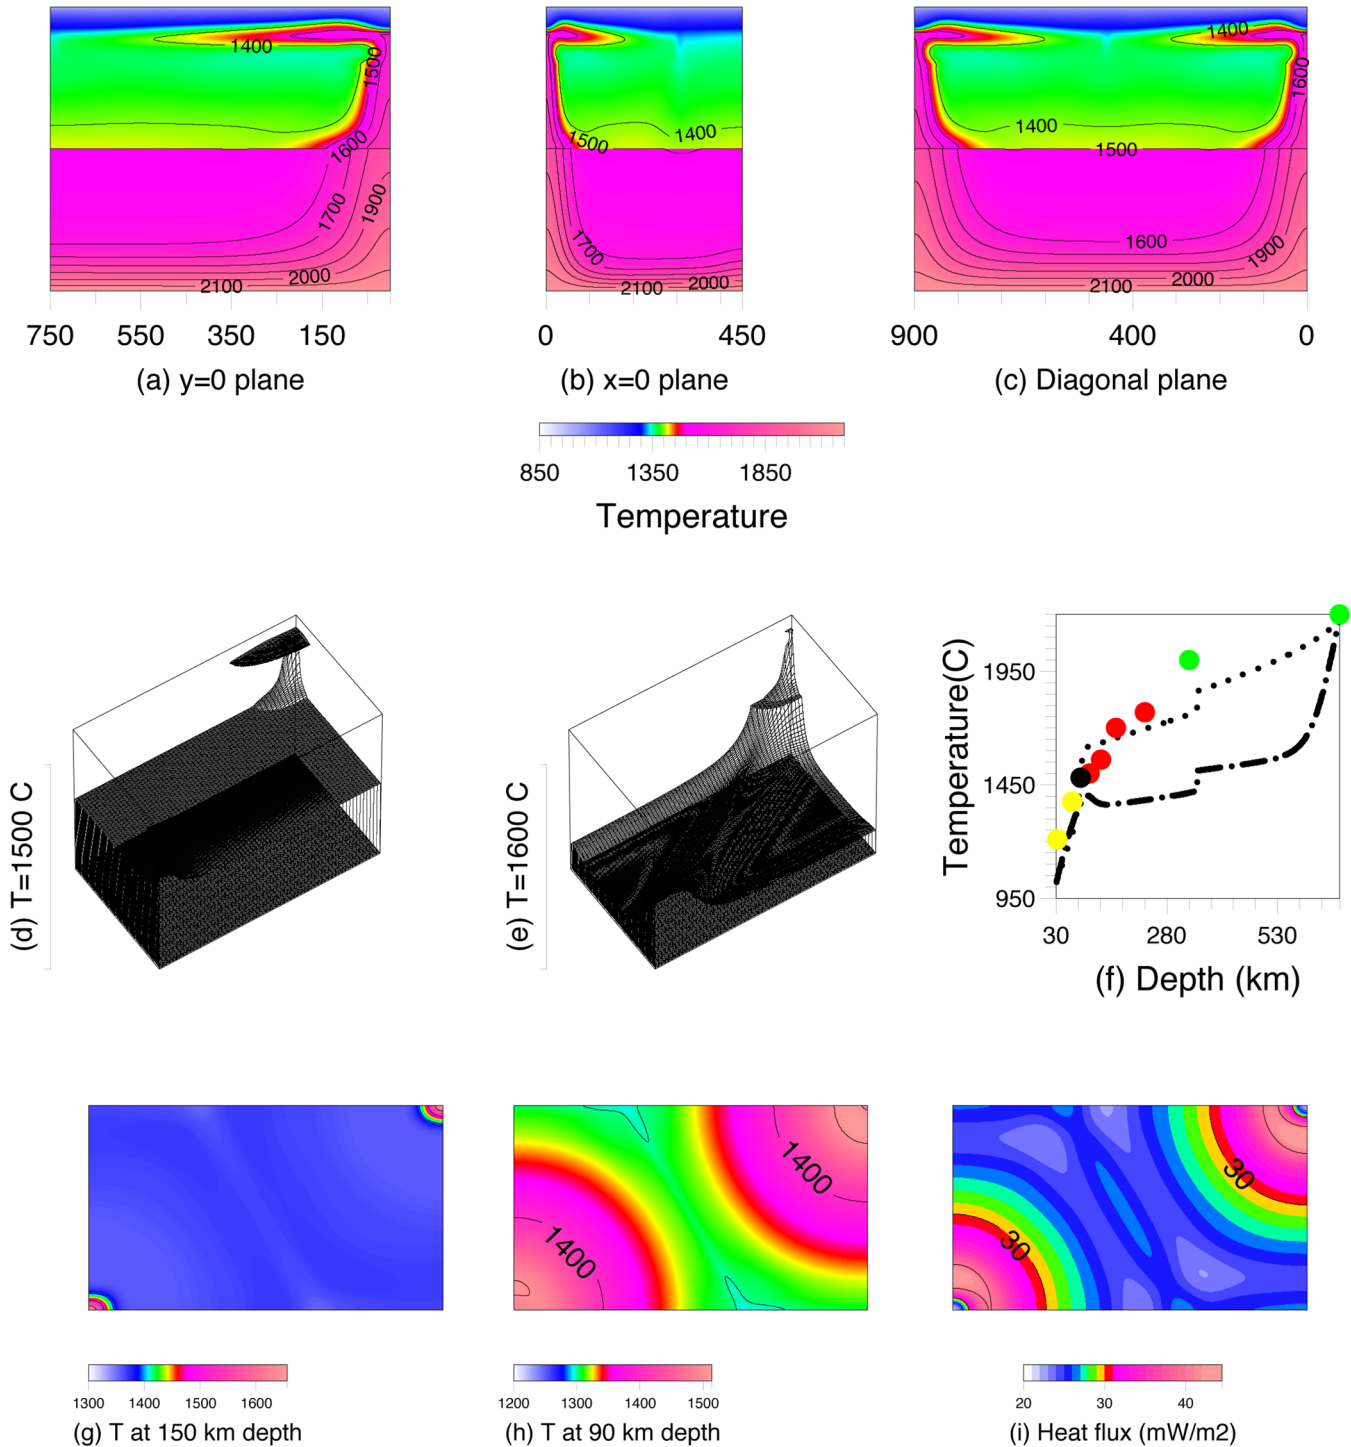 1400
1500
1600
1700
1900
2000
2100
750 550 350 150
(a) y=0 plane
1500
1400
1700
2000
2100
0 450
(b) x=0 plane
1400
1600
1400
1500
1600
1900
2000
2100
900 400 0
(c) Diagonal plane
850 1350 1850
Temperature
(d) T=1500 C
(e) T=1600 C
Temperature(C)
1950
1450
950
30 280 530
(f) Depth (km)
1300 1400 1500 1600
(g) T at 150 km depth
1400
1400
1200 1300 1400 1500
(h) T at 90 km depth
30
30
20 30 40
(i) Heat flux (mW/m2)